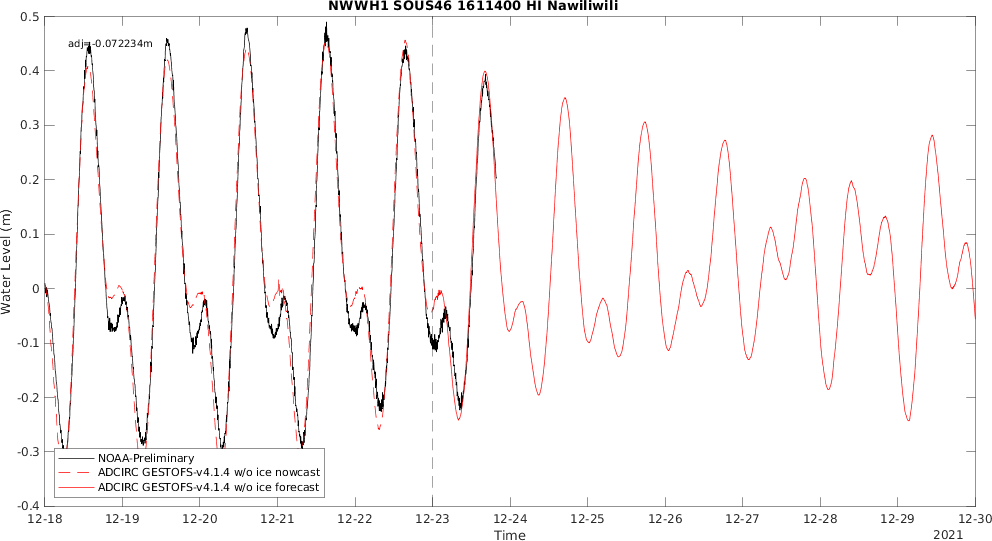 NWWH1 SOUS46 1611400 HI Nawiliwili
adj=-0.072234m
Water Level (m)
0.5
0.4
0.3
0.2
0.1
0
-0.1
-0.2
-0.3
-0.4
NOAA-Preliminary
ADCIRC GESTOFS-v4.1.4 w/o ice nowcast
ADCIRC GESTOFS-v4.1.4 w/o ice forecast
12-18 12-19 12-20 12-21 12-22 12-23 12-24 12-25 12-26 12-27 12-28 12-29 12-30
Time
2021